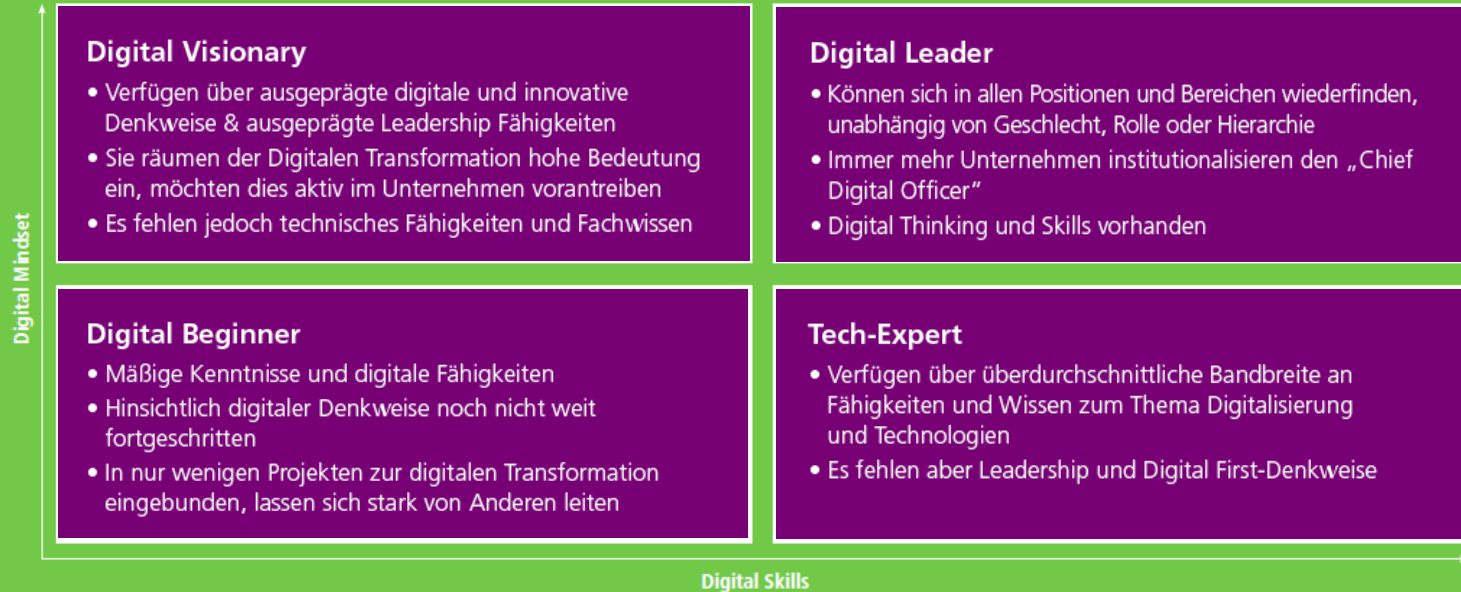 Digital Visionary
• Verfügen über ausgeprägte digitale und innovative
Denkweise & ausgeprägte Leadership Fähigkeiten
• Sie räumen der Digitalen Transformation hohe Bedeutung
ein, möchten dies aktiv im Unternehmen vorantreiben
• Es fehlen jedoch technisches Fähigkeiten und Fachwissen
Digital Leader
• Können sich in allen Positionen und Bereichen wiederfinden,
unabhängig von Geschlecht, Rolle oder Hierarchie
• Immer mehr Unternehmen institutionalisieren den „Chief
Digital Officer“
• Digital Thinking und Skills vorhanden
Digital Mindset
Digital Beginner
• Mäßige Kenntnisse und digitale Fähigkeiten
• Hinsichtlich digitaler Denkweise noch nicht weit
fortgeschritten
• In nur wenigen Projekten zur digitalen Transformation
eingebunden, lassen sich stark von Anderen leiten
Tech-Expert
• Verfügen über überdurchschnittliche Bandbreite an
Fähigkeiten und Wissen zum Thema Digitalisierung
und Technologien
• Es fehlen aber Leadership und Digital First-Denkweise
Digital Skills